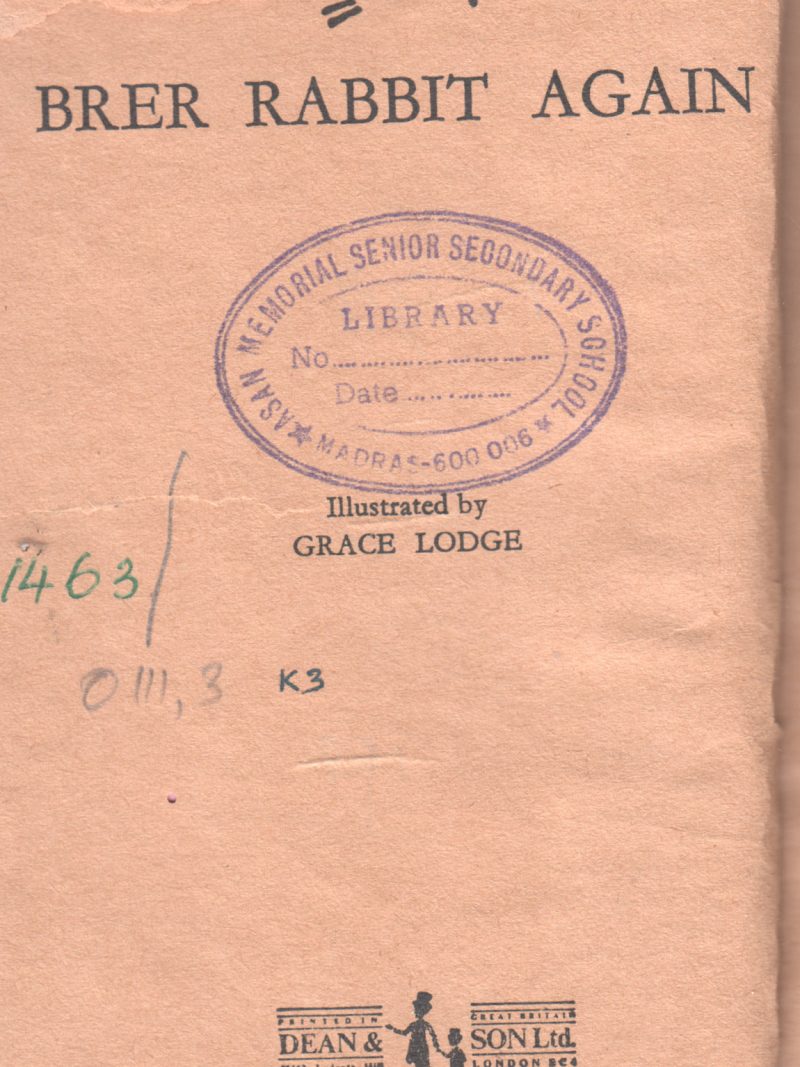 BRER RABBIT AGAIN
ASAN MEMORIAL SENIOR SECONDARY SCHOOL
LIBRARY
No..............................
Date..................
MADRAS-600 006
Illustrated by
GRACE LODGE
1463
0111,3 K3
PRINTED IN GREAT BRITAIN
DEAN & SON Ltd.
LONDON EC4